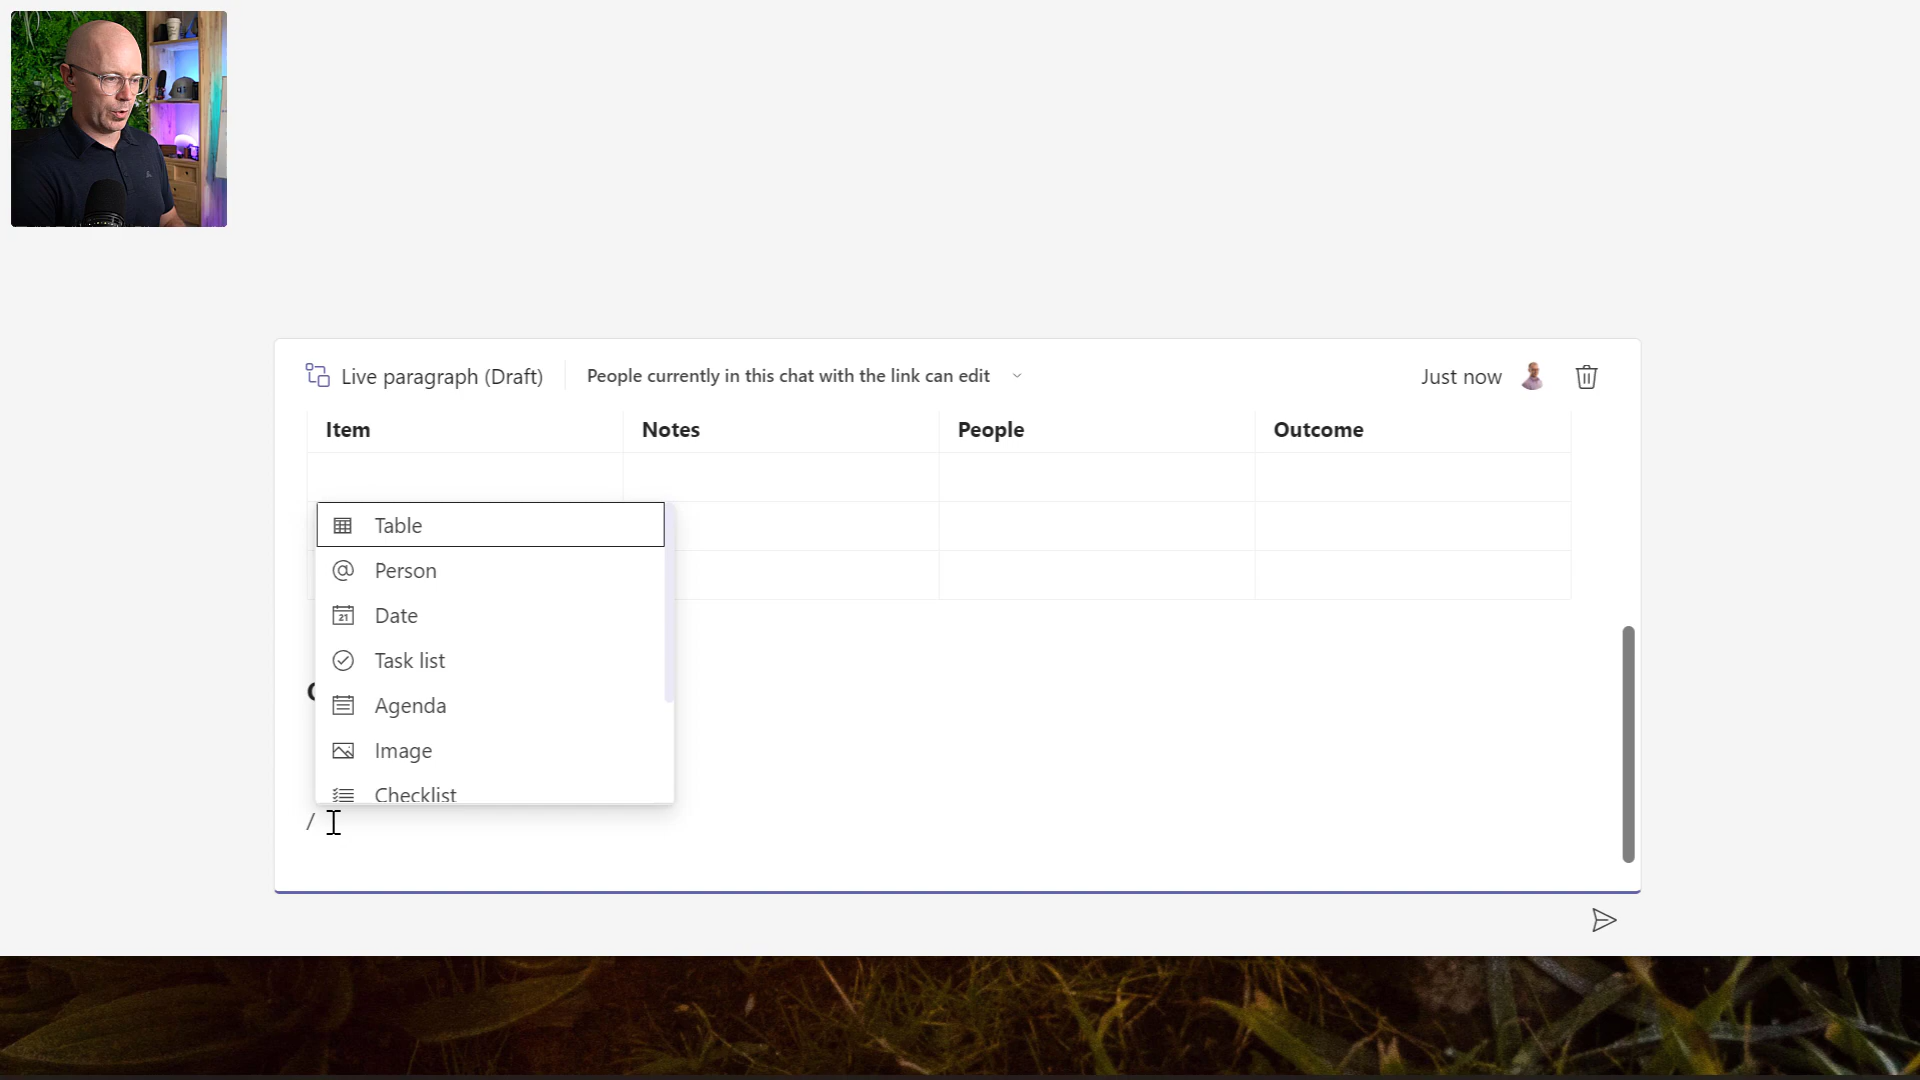 Live paragraph (Draft) People currently in this chat with the link can edit Just now
Item Notes People Outcome
Table
Person
21 Date
Task list
Agenda
Image
Checklist
/